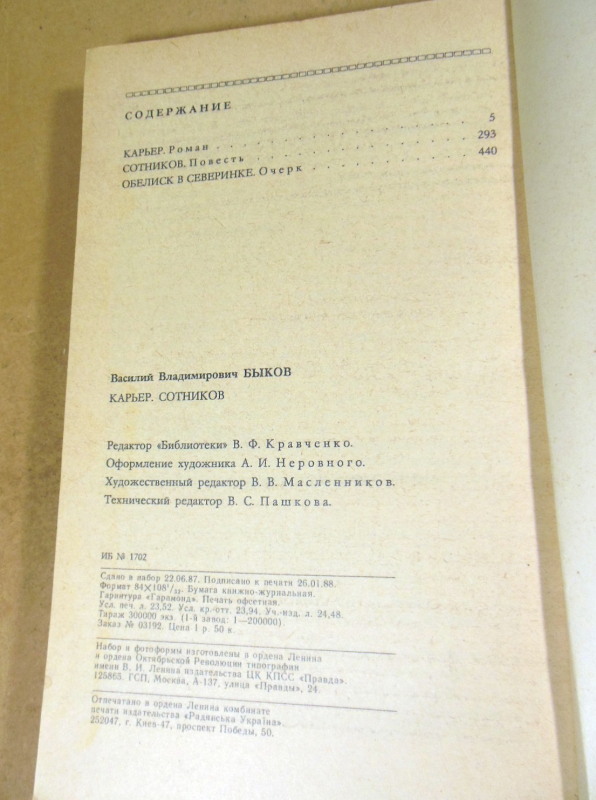 СОДЕРЖАНИЕ
КАРЬЕР. Роман . . . . . . . . . . . . . . . . 5
СОТНИКОВ. Повесть . . . . . . . . . . . . . . 293
ОБЕЛИСК В СЕВЕРИНКЕ. Очерк . . . . . . . . . 440
Василий Владимирович БЫКОВ
КАРЬЕР. СОТНИКОВ
Редактор «Библиотеки» В. Ф. Кравченко.
Оформление художника А. И. Неровного.
Художественный редактор В. В. Масленников.
Технический редактор В. С. Пашкова.
ИБ № 1702
Сдано в набор 22.06.87. Подписано к печати 26.01.88.
Формат 84×108¹/₃₂. Бумага книжно-журнальная.
Гарнитура «Гарамонд». Печать офсетная.
Усл. печ. л. 23,52. Усл. кр.-отт. 23,94. Уч.-изд. л. 24,48.
Тираж 300000 экз. (1-й завод: 1—200000).
Заказ № 03192. Цена 1 р. 50 к.
Набор и фотоформы изготовлены в ордена Ленина
и ордена Октябрьской Революции типографии
имени В. И. Ленина издательства ЦК КПСС «Правда».
125865. ГСП, Москва, А-137, улица «Правды», 24.
Отпечатано в ордена Ленина комбинате
печати издательства «Радянська Україна».
252047, г. Киев-47, проспект Победы, 50.